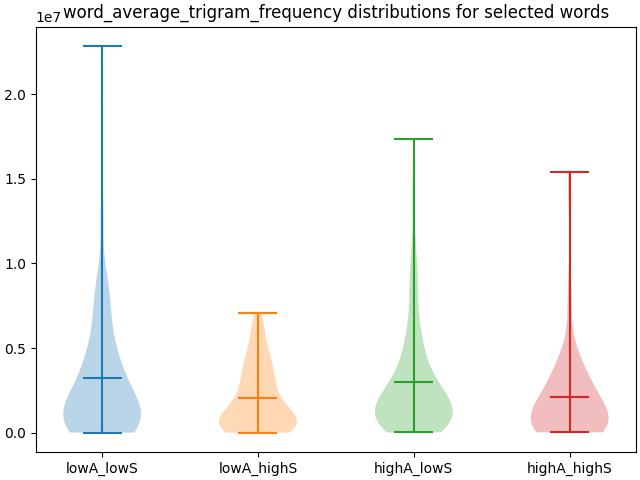 word_average_trigram_frequency distributions for selected words
1e7
2.0
1.5
1.0
0.5
0.0
lowA_lowS lowA_highS highA_lowS highA_highS